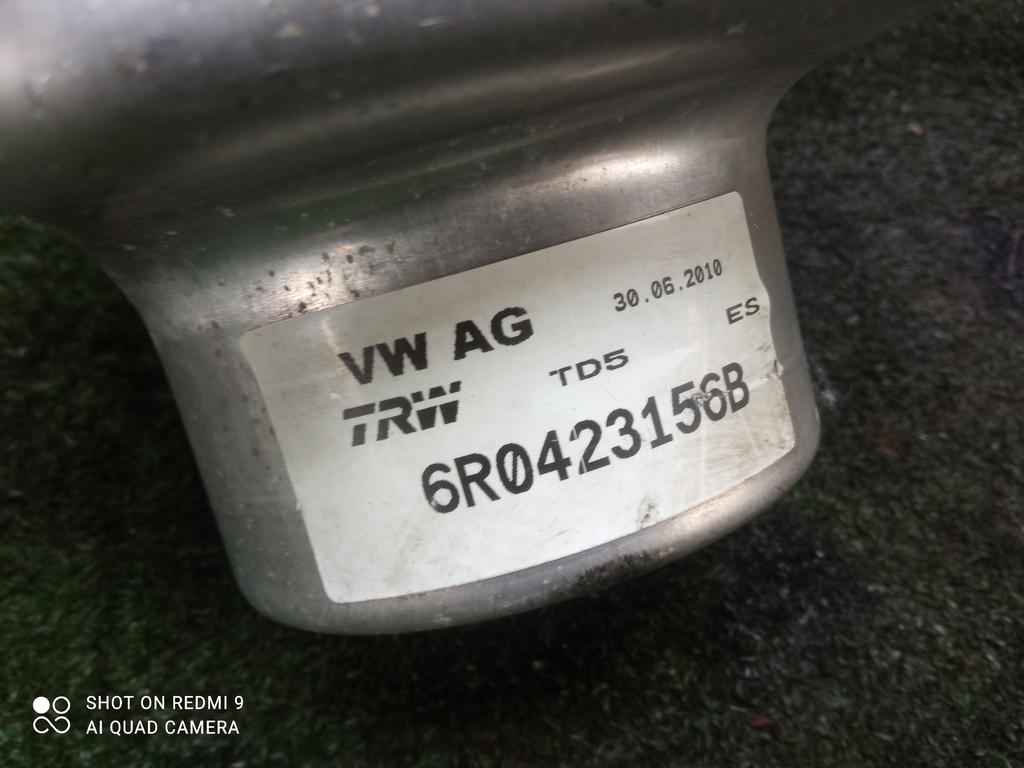 VW AG 30.06.2010
TRW TD5 ES
6R0423156B
SHOT ON REDMI 9
AI QUAD CAMERA